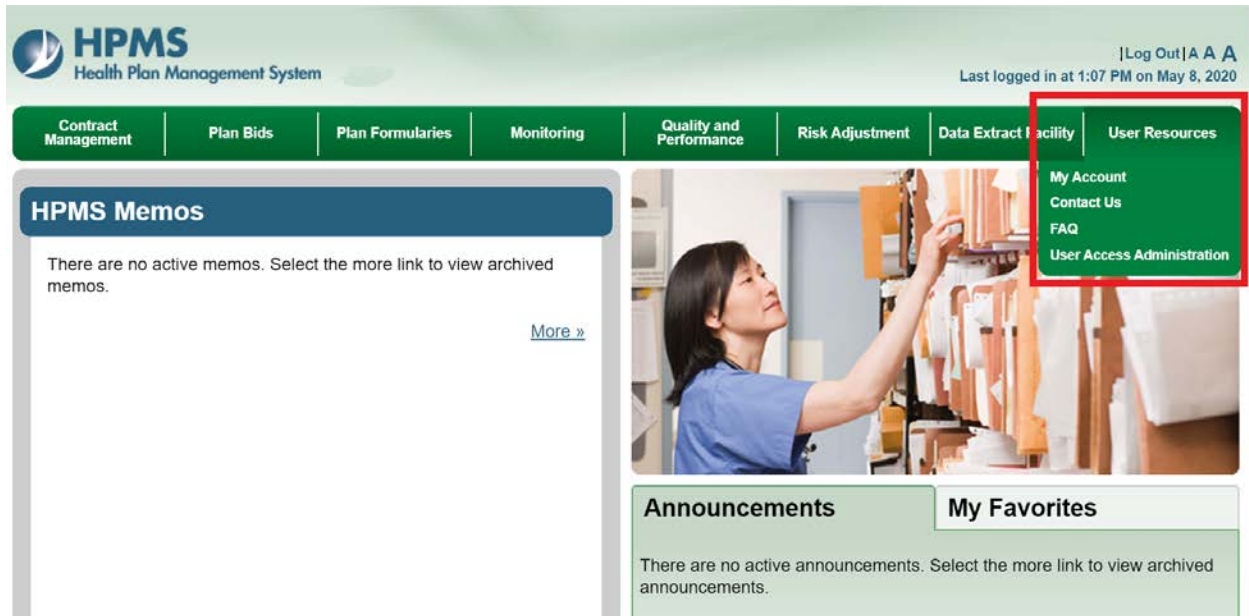 HPMS
Health Plan Management System
|Log Out|A A A
Last logged in at 1:07 PM on May 8, 2020
Contract Management
Plan Bids
Plan Formularies
Monitoring
Quality and Performance
Risk Adjustment
Data Extract Facility
User Resources
My Account
Contact Us
FAQ
User Access Administration
HPMS Memos
There are no active memos. Select the more link to view archived
memos.
More »
Announcements
My Favorites
There are no active announcements. Select the more link to view archived
announcements.